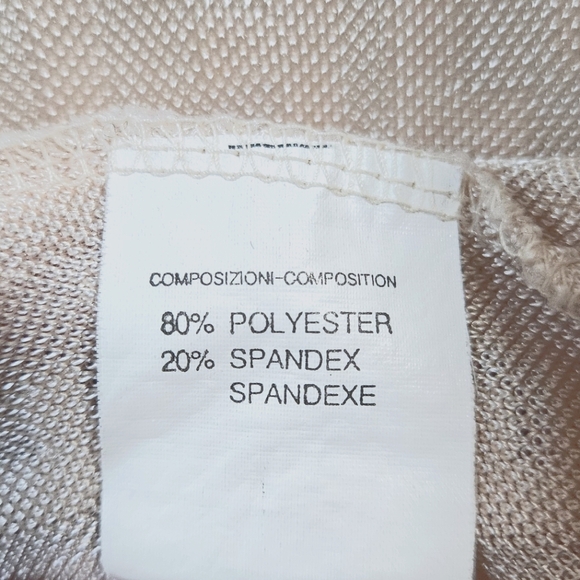 COMPOSIZIONI-COMPOSITION
80% POLYESTER
20% SPANDEX
SPANDEXE